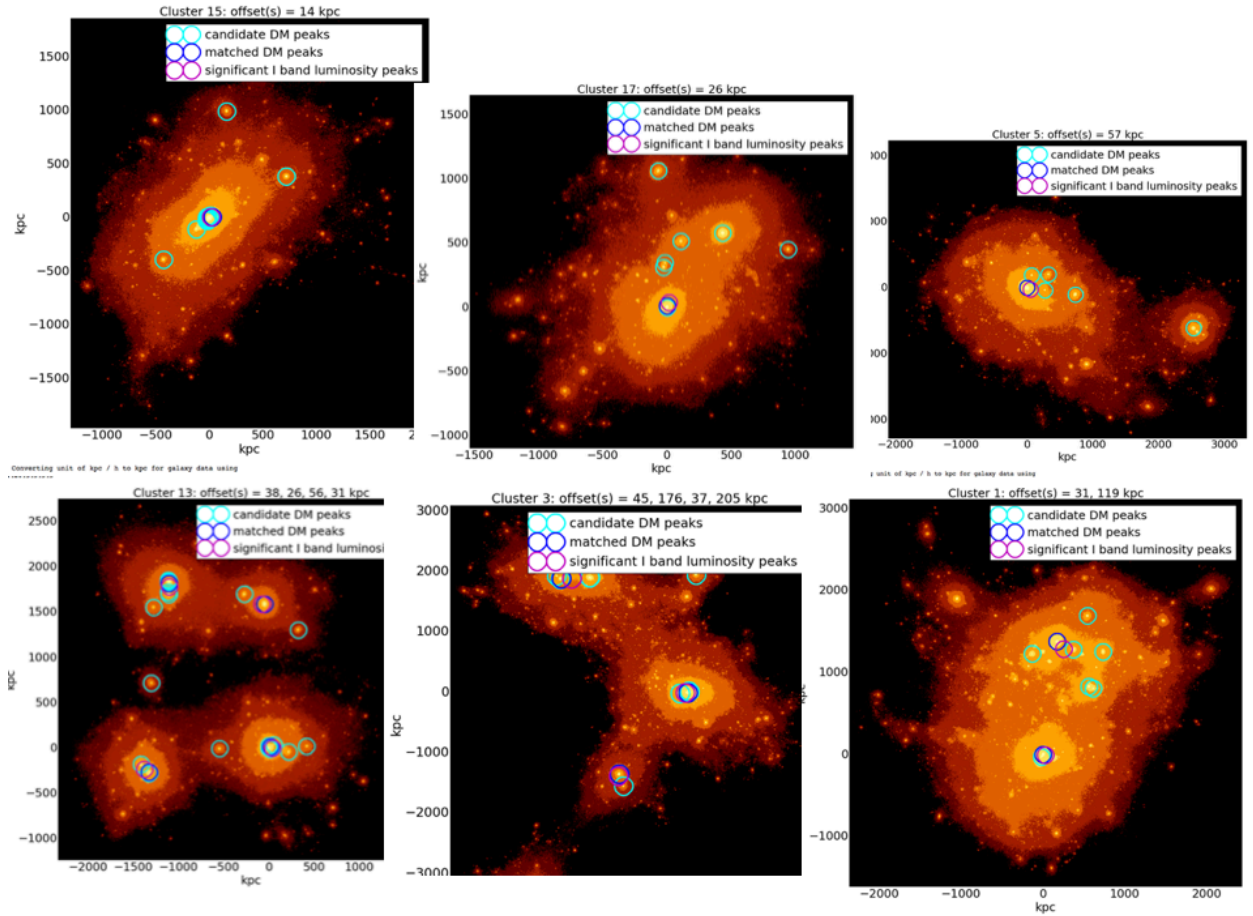 Cluster 15: offset(s) = 14 kpc
candidate DM peaks
matched DM peaks
significant I band luminosity peaks
1500
1000
500
0
−500
−1000
−1500
kpc
−1000 −500 0 500 1000 1500 2
kpc
Converting unit of kpc / h to kpc for galaxy data using
Cluster 17: offset(s) = 26 kpc
candidate DM peaks
matched DM peaks
significant I band luminosity peaks
1500
1000
500
0
−500
−1000
kpc
−1500 −1000 −500 0 500 1000
kpc
Cluster 5: offset(s) = 57 kpc
candidate DM peaks
matched DM peaks
significant I band luminosity peaks
000
000
0
000
000
−2000 −1000 0 1000 2000 3000
kpc
unit of kpc / h to kpc for galaxy data using
Cluster 13: offset(s) = 38, 26, 56, 31 kpc
candidate DM peaks
matched DM peaks
significant I band luminosi
2500
2000
1500
1000
500
0
−500
−1000
kpc
−2000 −1500 −1000 −500 0 500 1000
kpc
Cluster 3: offset(s) = 45, 176, 37, 205 kpc
candidate DM peaks
matched DM peaks
significant I band luminosity peaks
3000
2000
1000
0
−1000
−2000
−3000
kpc
Cluster 1: offset(s) = 31, 119 kpc
candidate DM peaks
matched DM peaks
significant I band luminosity peaks
3000
2000
1000
0
−1000
kpc
−2000 −1000 0 1000 2000
kpc